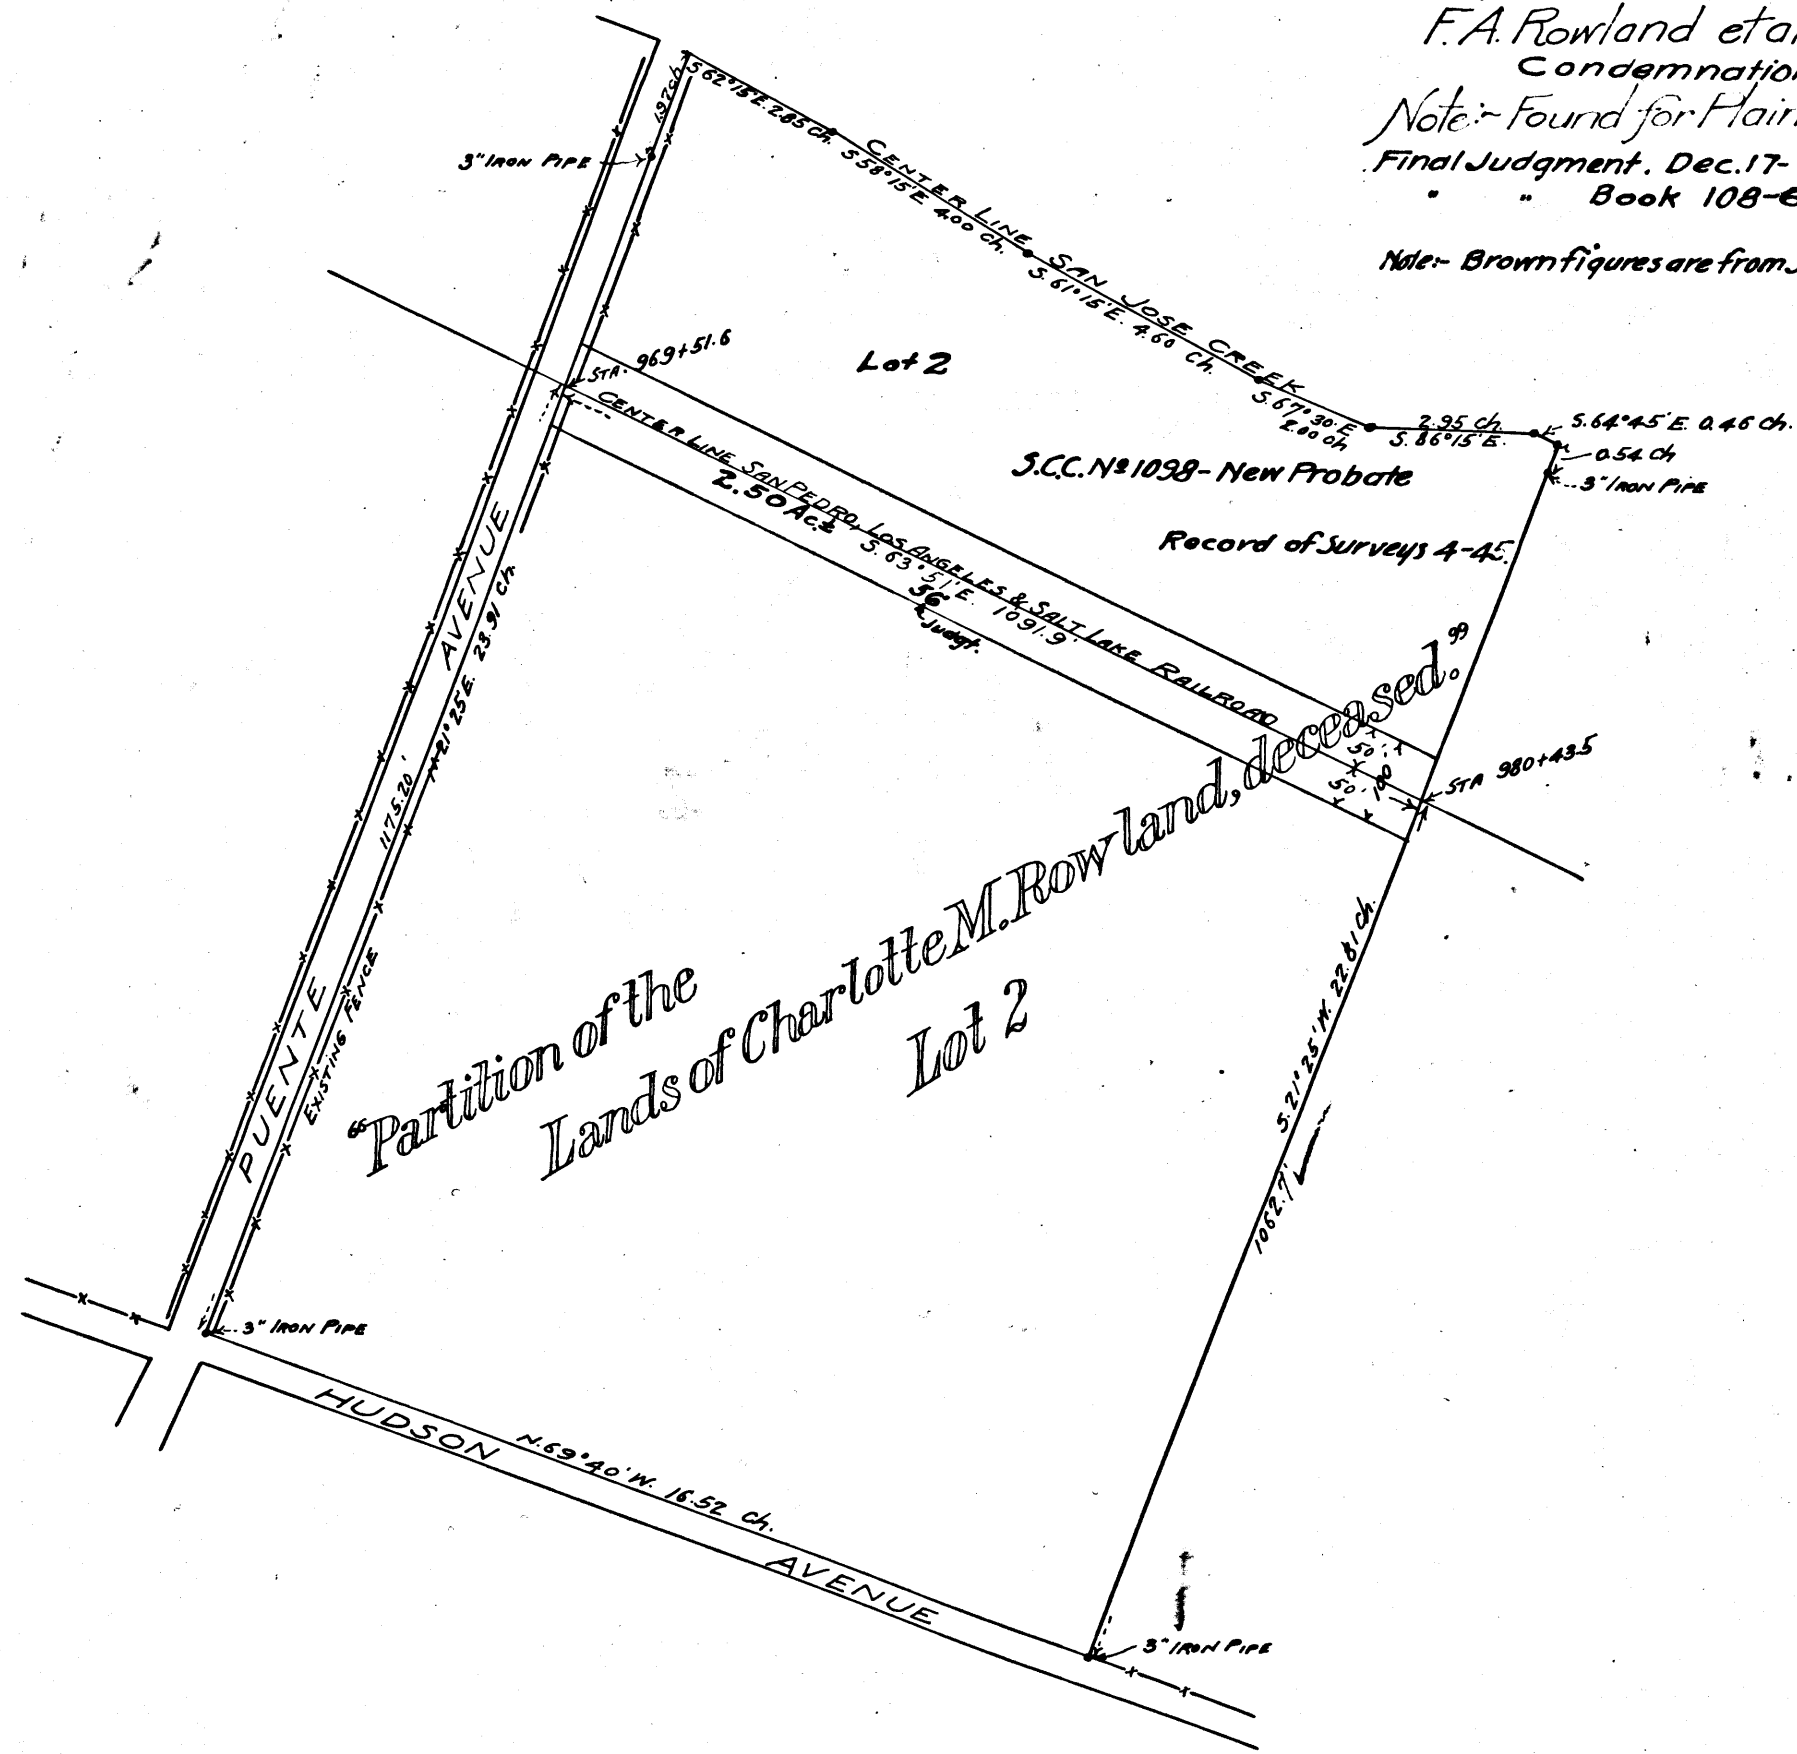 F.A. Rowland et al
Condemnation
Note:- Found for Plain
Final Judgment. Dec. 17-
" " Book 108-
Note:- Brown figures are from
1.97 ch.
S 62°15'E. 2.85 ch.
S 58°15'E 4.00 ch.
CENTER LINE SAN JOSE CREEK
S. 61°15'E. 4.60 ch.
S. 67°30'E
2.00 ch
2.95 ch.
S. 86°15'E.
S. 64°45'E. 0.46 ch.
0.54 ch
3" IRON PIPE
3" IRON PIPE
STA. 969+51.6
Lot 2
S.C.C. Nº 1098 - New Probate
Record of Surveys 4-45.
CENTER LINE SAN PEDRO, LOS ANGELES & SALT LAKE RAILROAD
2.50 Ac.±
S. 63°51'E. 1091.9'
56'
Judgt.
50'
50'
100'
STA 980+43.5
PUENTE AVENUE
N 21°25'E. 23.91 ch.
1175.20'
EXISTING FENCE
"Partition of the
Lands of Charlotte M. Rowland, deceased."
Lot 2
S. 21°25'W. 22.81 ch.
1062.7'
3" IRON PIPE
HUDSON AVENUE
N. 69°40'W. 16.52 ch.
3" IRON PIPE